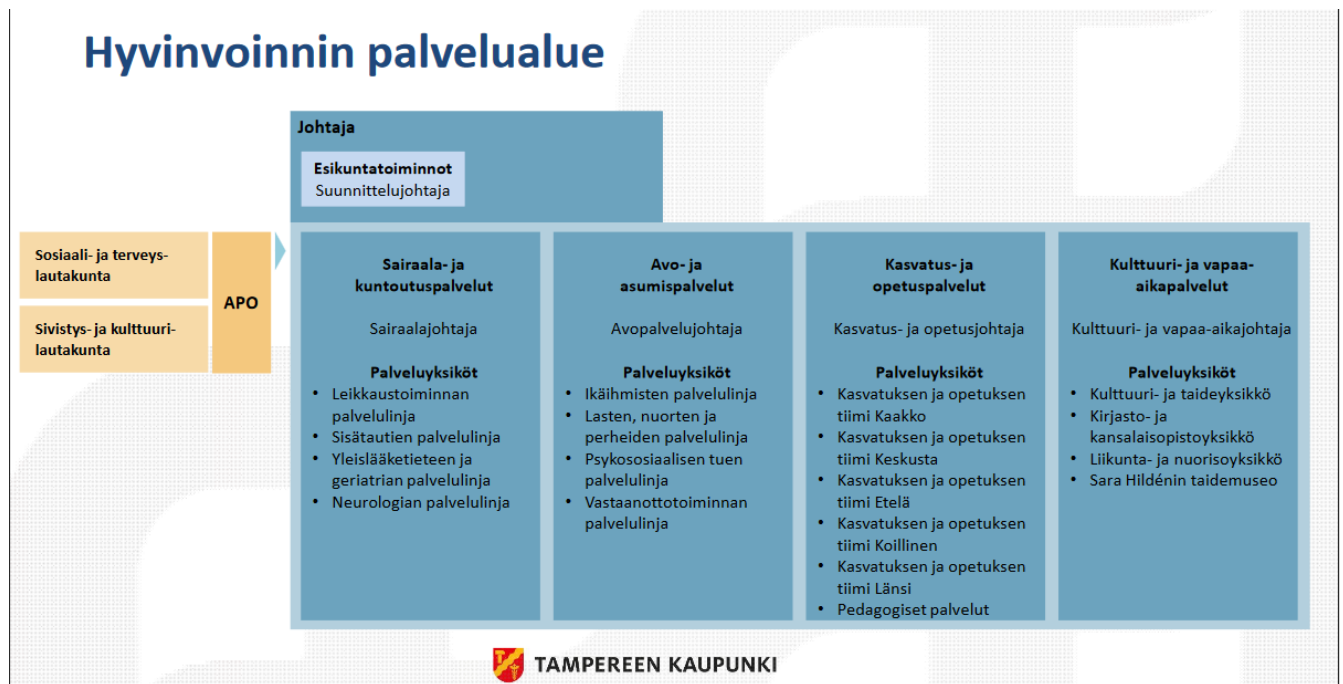 Hyvinvoinnin palvelualue
Johtaja
Esikuntatoiminnot
Suunnittelujohtaja
Sosiaali- ja terveys-
lautakunta
Sivistys- ja kulttuuri-
lautakunta
APO
Sairaala- ja
kuntoutuspalvelut
Sairaalajohtaja
Palveluyksiköt
• Leikkaustoiminnan
palvelulinja
• Sisätautien palvelulinja
• Yleislääketieteen ja
geriatrian palvelulinja
• Neurologian palvelulinja
Avo- ja
asumispalvelut
Avopalvelujohtaja
Palveluyksiköt
• Ikäihmisten palvelulinja
• Lasten, nuorten ja
perheiden palvelulinja
• Psykososiaalisen tuen
palvelulinja
• Vastaanottotoiminnan
palvelulinja
Kasvatus- ja
opetuspalvelut
Kasvatus- ja opetusjohtaja
Palveluyksiköt
• Kasvatuksen ja opetuksen
tiimi Kaakko
• Kasvatuksen ja opetuksen
tiimi Keskusta
• Kasvatuksen ja opetuksen
tiimi Etelä
• Kasvatuksen ja opetuksen
tiimi Koillinen
• Kasvatuksen ja opetuksen
tiimi Länsi
• Pedagogiset palvelut
Kulttuuri- ja vapaa-
aikapalvelut
Kulttuuri- ja vapaa-aikajohtaja
Palveluyksiköt
• Kulttuuri- ja taideyksikkö
• Kirjasto- ja
kansalaisopistoyksikkö
• Liikunta- ja nuorisoyksikkö
• Sara Hildénin taidemuseo
TAMPEREEN KAUPUNKI